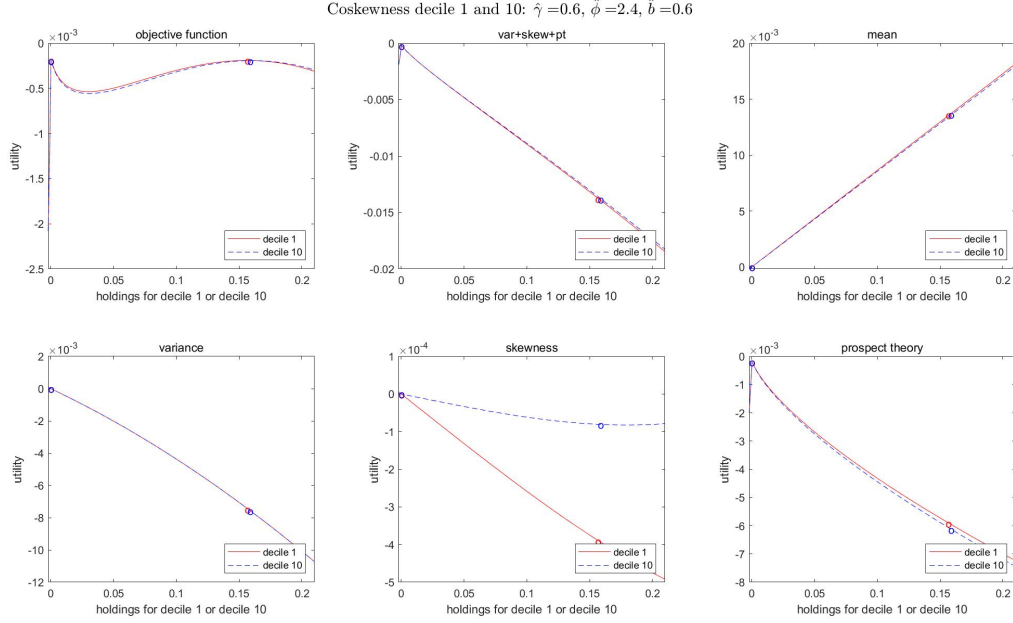 Coskewness decile 1 and 10: γ̂ =0.6, φ̂ =2.4, b̂ =0.6
×10⁻³ objective function
0
-0.5
-1
-1.5
-2
-2.5
utility
0 0.05 0.1 0.15 0.2
holdings for decile 1 or decile 10
decile 1
decile 10
var+skew+pt
0
-0.005
-0.01
-0.015
-0.02
utility
0 0.05 0.1 0.15 0.2
holdings for decile 1 or decile 10
decile 1
decile 10
×10⁻³ mean
20
15
10
5
0
utility
0 0.05 0.1 0.15 0.2
holdings for decile 1 or decile 10
decile 1
decile 10
×10⁻³ variance
2
0
-2
-4
-6
-8
-10
-12
utility
0 0.05 0.1 0.15 0.2
holdings for decile 1 or decile 10
decile 1
decile 10
×10⁻⁴ skewness
1
0
-1
-2
-3
-4
-5
utility
0 0.05 0.1 0.15 0.2
holdings for decile 1 or decile 10
decile 1
decile 10
×10⁻³ prospect theory
0
-1
-2
-3
-4
-5
-6
-7
-8
utility
0 0.05 0.1 0.15 0.2
holdings for decile 1 or decile 10
decile 1
decile 10